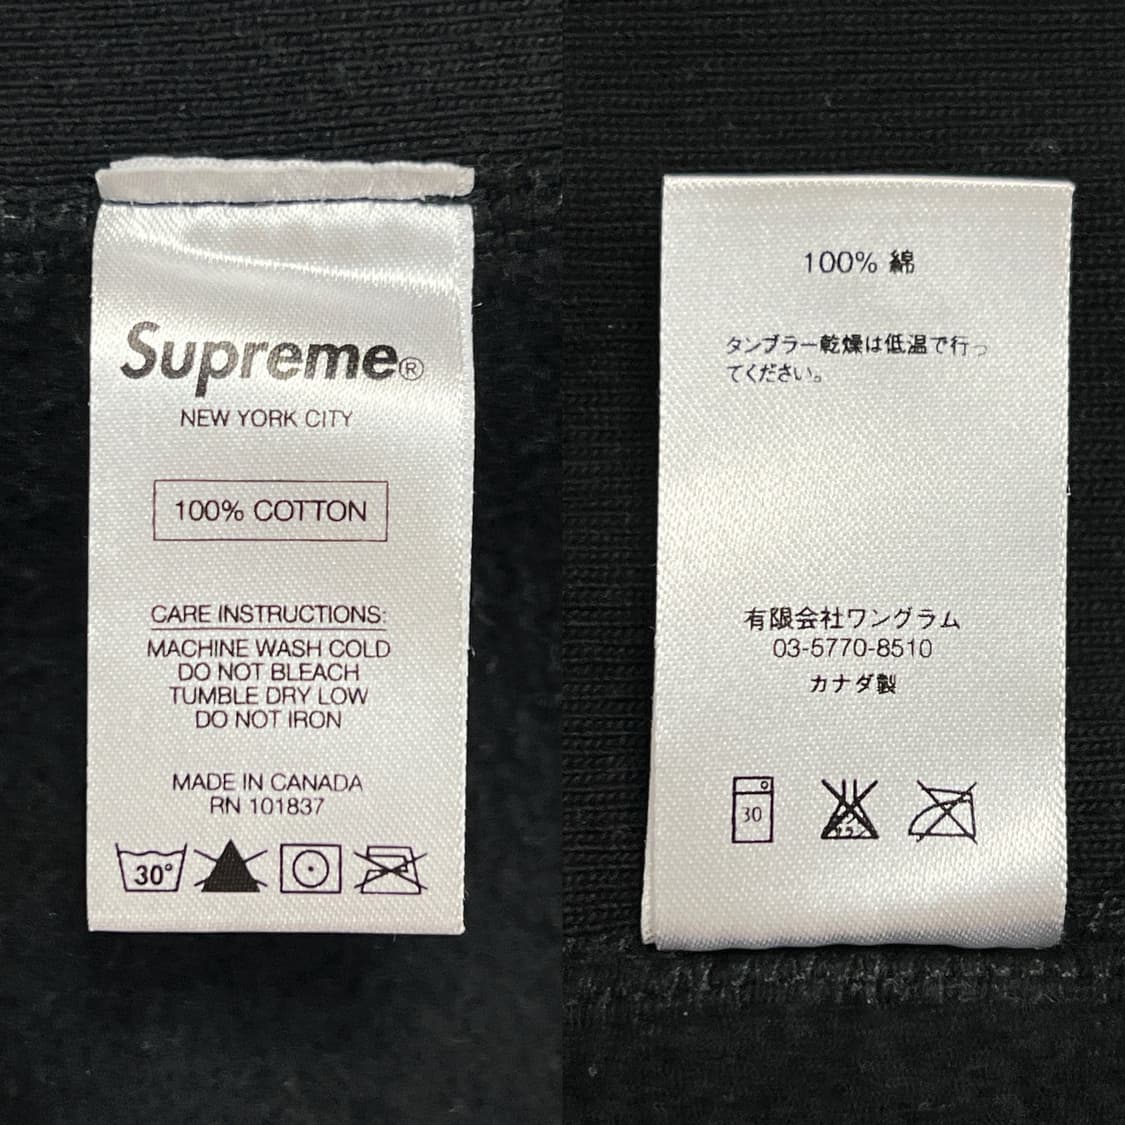 Supreme®
NEW YORK CITY
100% COTTON
CARE INSTRUCTIONS:
MACHINE WASH COLD
DO NOT BLEACH
TUMBLE DRY LOW
DO NOT IRON
MADE IN CANADA
RN 101837
30°
100% 綿
タンブラー乾燥は低温で行っ
てください。
有限会社ワングラム
03-5770-8510
カナダ製
30